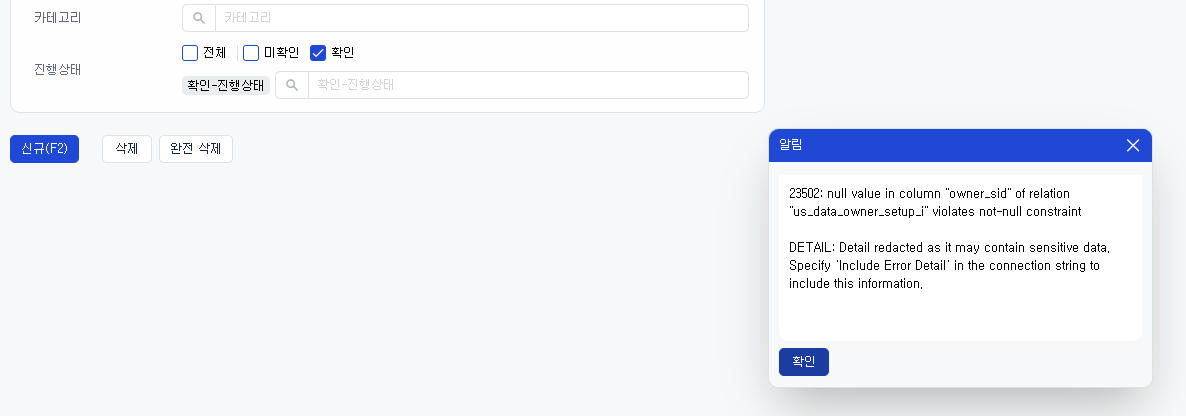 카테고리
카테고리
진행상태
전체 미확인 확인
확인-진행상태 확인-진행상태
신규(F2) 삭제 완전 삭제
알림
23502: null value in column "owner_sid" of relation
"us_data_owner_setup_i" violates not-null constraint
DETAIL: Detail redacted as it may contain sensitive data.
Specify 'Include Error Detail' in the connection string to
include this information.
확인